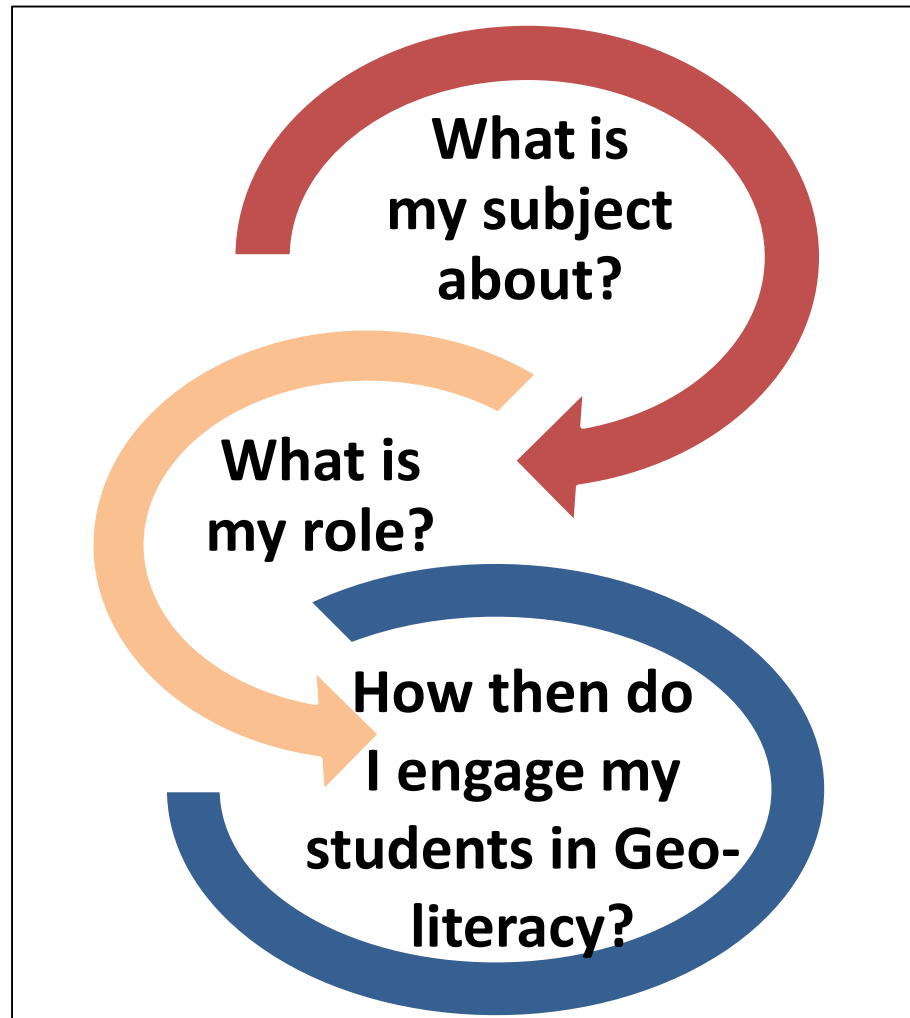 What is
my subject
about?
What is
my role?
How then do
I engage my
students in Geo-
literacy?